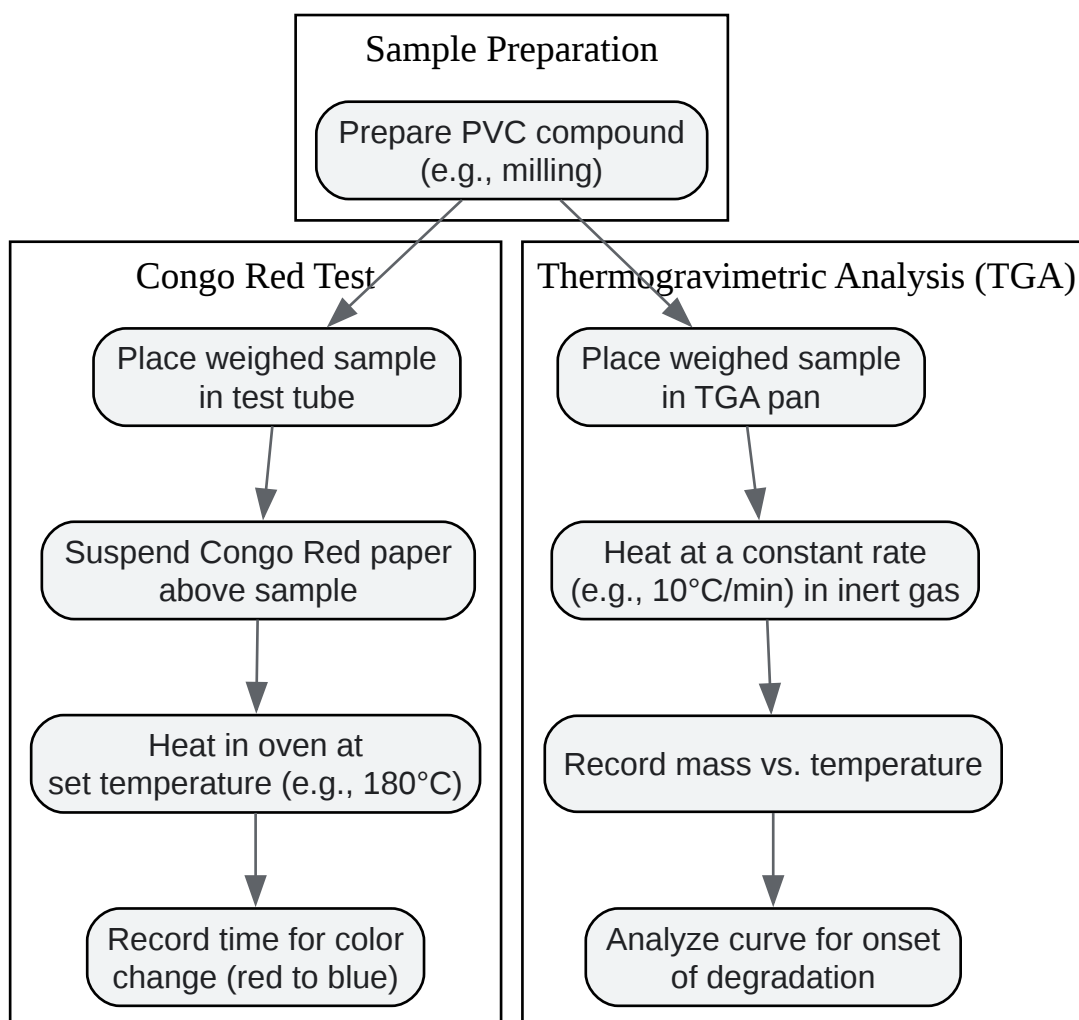 Sample Preparation
Prepare PVC compound
(e.g., milling)
Congo Red Test
Place weighed sample
in test tube
Suspend Congo Red paper
above sample
Heat in oven at
set temperature (e.g., 180°C)
Record time for color
change (red to blue)
Thermogravimetric Analysis (TGA)
Place weighed sample
in TGA pan
Heat at a constant rate
(e.g., 10°C/min) in inert gas
Record mass vs. temperature
Analyze curve for onset
of degradation